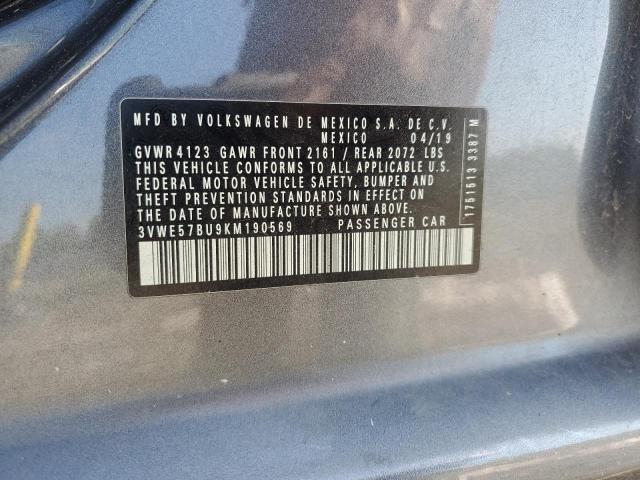 MFD BY VOLKSWAGEN DE MEXICO S.A. DE C.V.
MEXICO 04/19
GVWR 4123 GAWR FRONT 2161 / REAR 2072 LBS
THIS VEHICLE CONFORMS TO ALL APPLICABLE U.S.
FEDERAL MOTOR VEHICLE SAFETY, BUMPER AND
THEFT PREVENTION STANDARDS IN EFFECT ON
THE DATE OF MANUFACTURE SHOWN ABOVE.
3VWE57BU9KM190569 PASSENGER CAR
1751513 3387 M